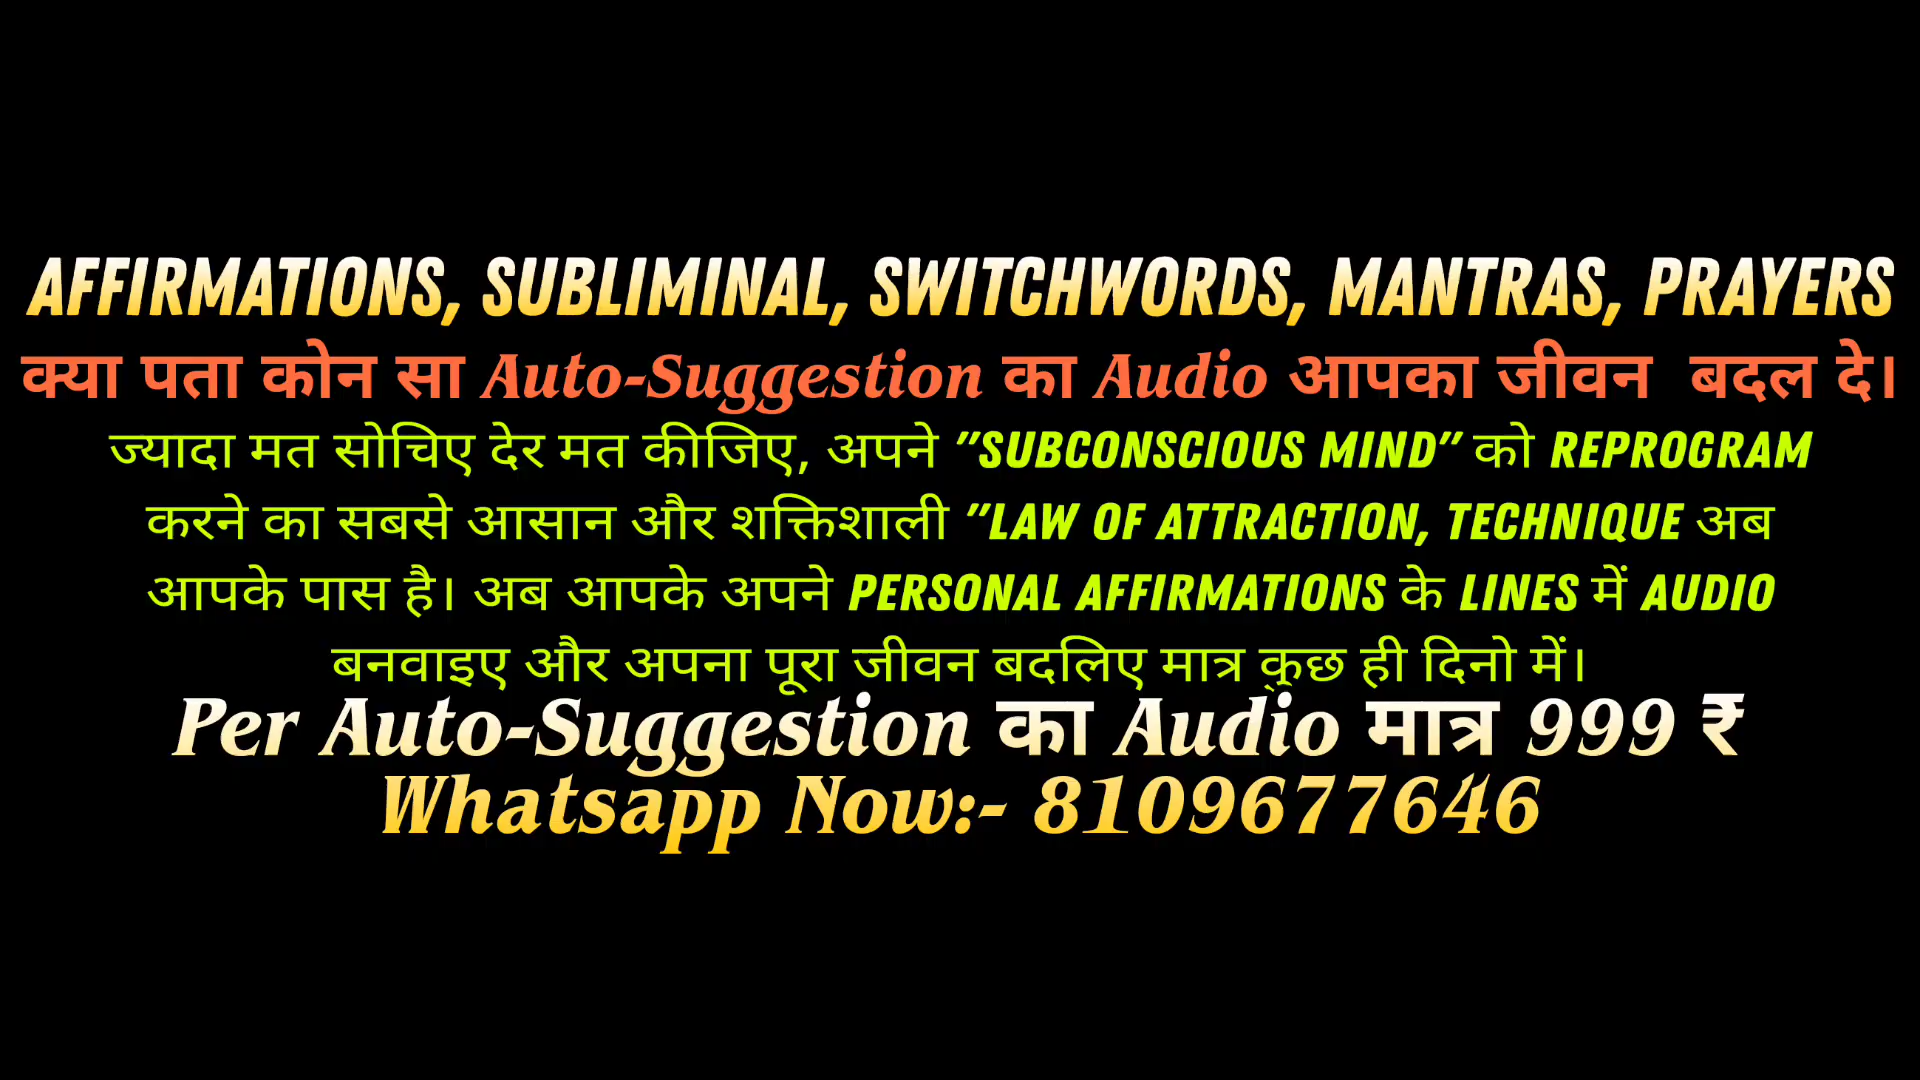 AFFIRMATIONS, SUBLIMINAL, SWITCHWORDS, MANTRAS, PRAYERS
क्या पता कोन सा Auto-Suggestion का Audio आपका जीवन बदल दे।
ज्यादा मत सोचिए देर मत कीजिए, अपने "SUBCONSCIOUS MIND" को REPROGRAM
करने का सबसे आसान और शक्तिशाली "LAW OF ATTRACTION, TECHNIQUE अब
आपके पास है। अब आपके अपने PERSONAL AFFIRMATIONS के LINES में AUDIO
बनवाइए और अपना पूरा जीवन बदलिए मात्र कुछ ही दिनो में।
Per Auto-Suggestion का Audio मात्र 999 ₹
Whatsapp Now:- 8109677646